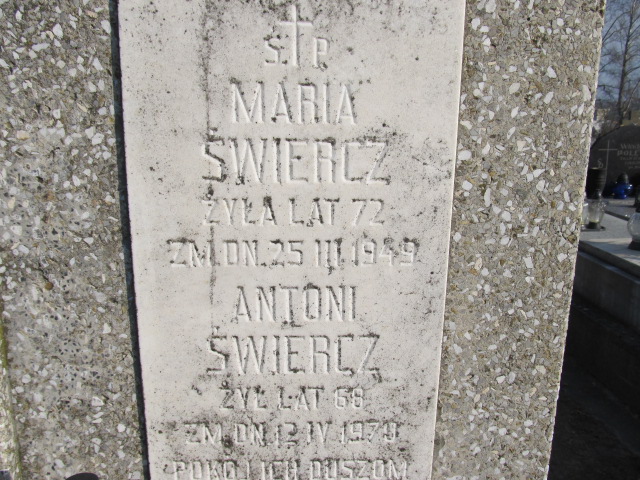 Ś.P.
MARIA
ŚWIERCZ
ŻYŁA LAT 72
ZM. DN. 25 III 1949
ANTONI
ŚWIERCZ
ŻYŁ LAT 68
ZM DN 12 IV 1979
POKÓJ ICH DUSZOM